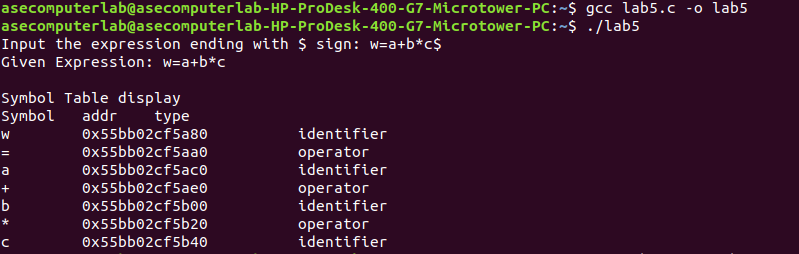 asecomputerlab@asecomputerlab-HP-ProDesk-400-G7-Microtower-PC:~$ gcc lab5.c -o lab5
asecomputerlab@asecomputerlab-HP-ProDesk-400-G7-Microtower-PC:~$ ./lab5
Input the expression ending with $ sign: w=a+b*c$
Given Expression: w=a+b*c
Symbol Table display
Symbol addr type
w 0x55bb02cf5a80 identifier
= 0x55bb02cf5aa0 operator
a 0x55bb02cf5ac0 identifier
+ 0x55bb02cf5ae0 operator
b 0x55bb02cf5b00 identifier
* 0x55bb02cf5b20 operator
c 0x55bb02cf5b40 identifier